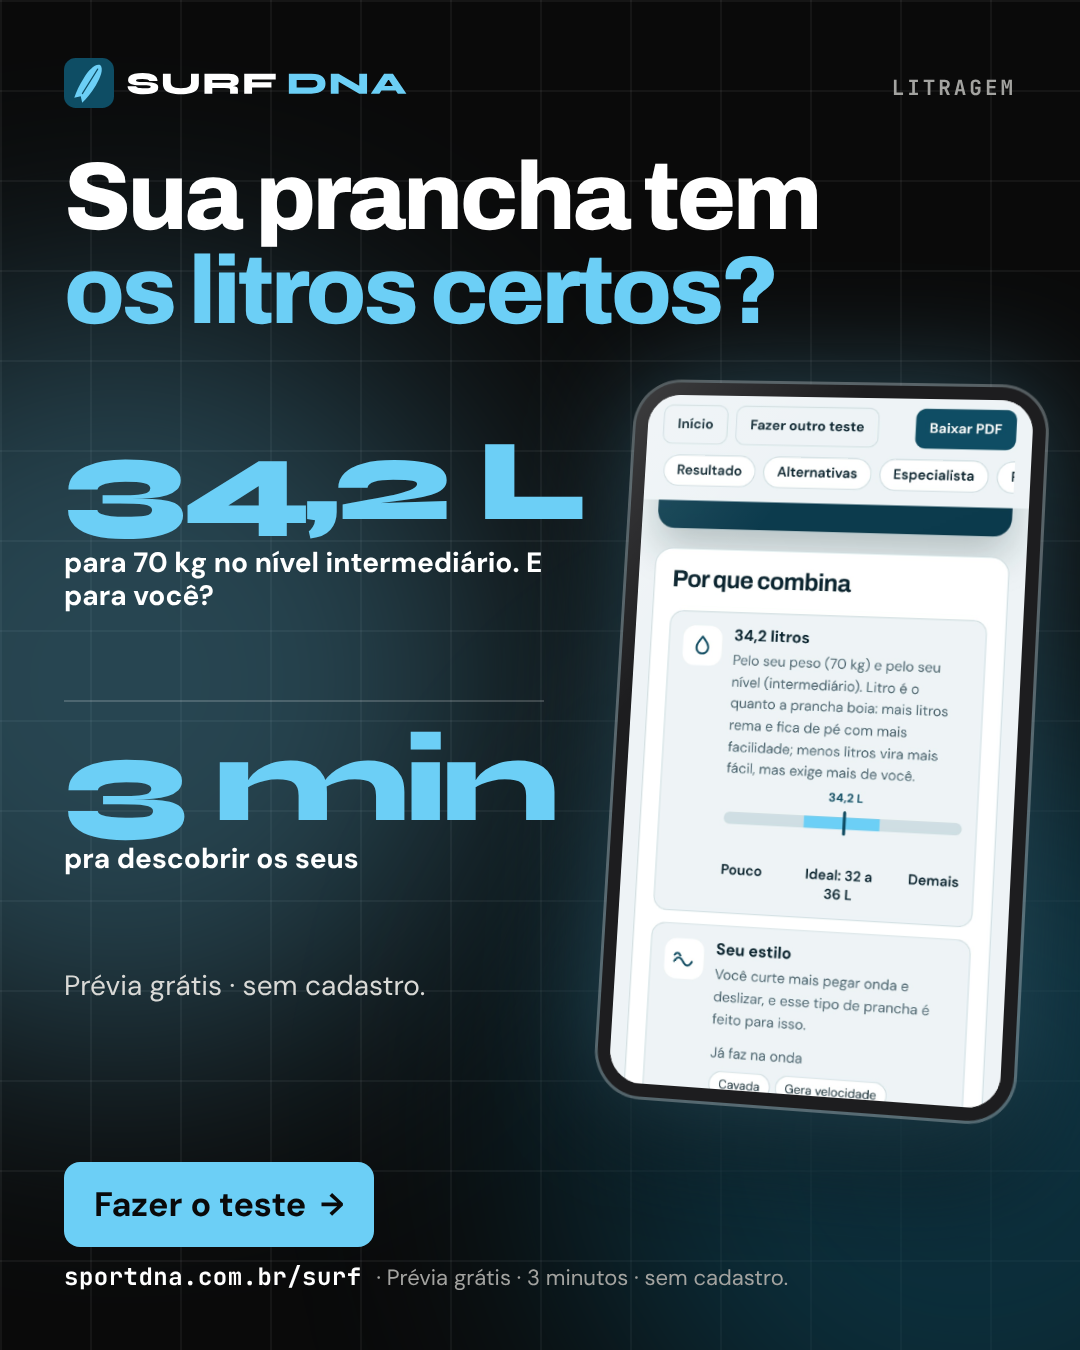 SURF DNA
LITRAGEM
Sua prancha tem
os litros certos?
34,2 L
para 70 kg no nível intermediário. E
para você?
3 min
pra descobrir os seus
Prévia grátis · sem cadastro.
Início
Fazer outro teste
Baixar PDF
Resultado
Alternativas
Especialista
Por que combina
34,2 litros
Pelo seu peso (70 kg) e pelo seu
nível (intermediário). Litro é o
quanto a prancha boia: mais litros
rema e fica de pé com mais
facilidade; menos litros vira mais
fácil, mas exige mais de você.
34,2 L
Pouco
Ideal: 32 a
36 L
Demais
Seu estilo
Você curte mais pegar onda e
deslizar, e esse tipo de prancha é
feito para isso.
Já faz na onda
Cavada
Gera velocidade
Fazer o teste →
sportdna.com.br/surf · Prévia grátis · 3 minutos · sem cadastro.